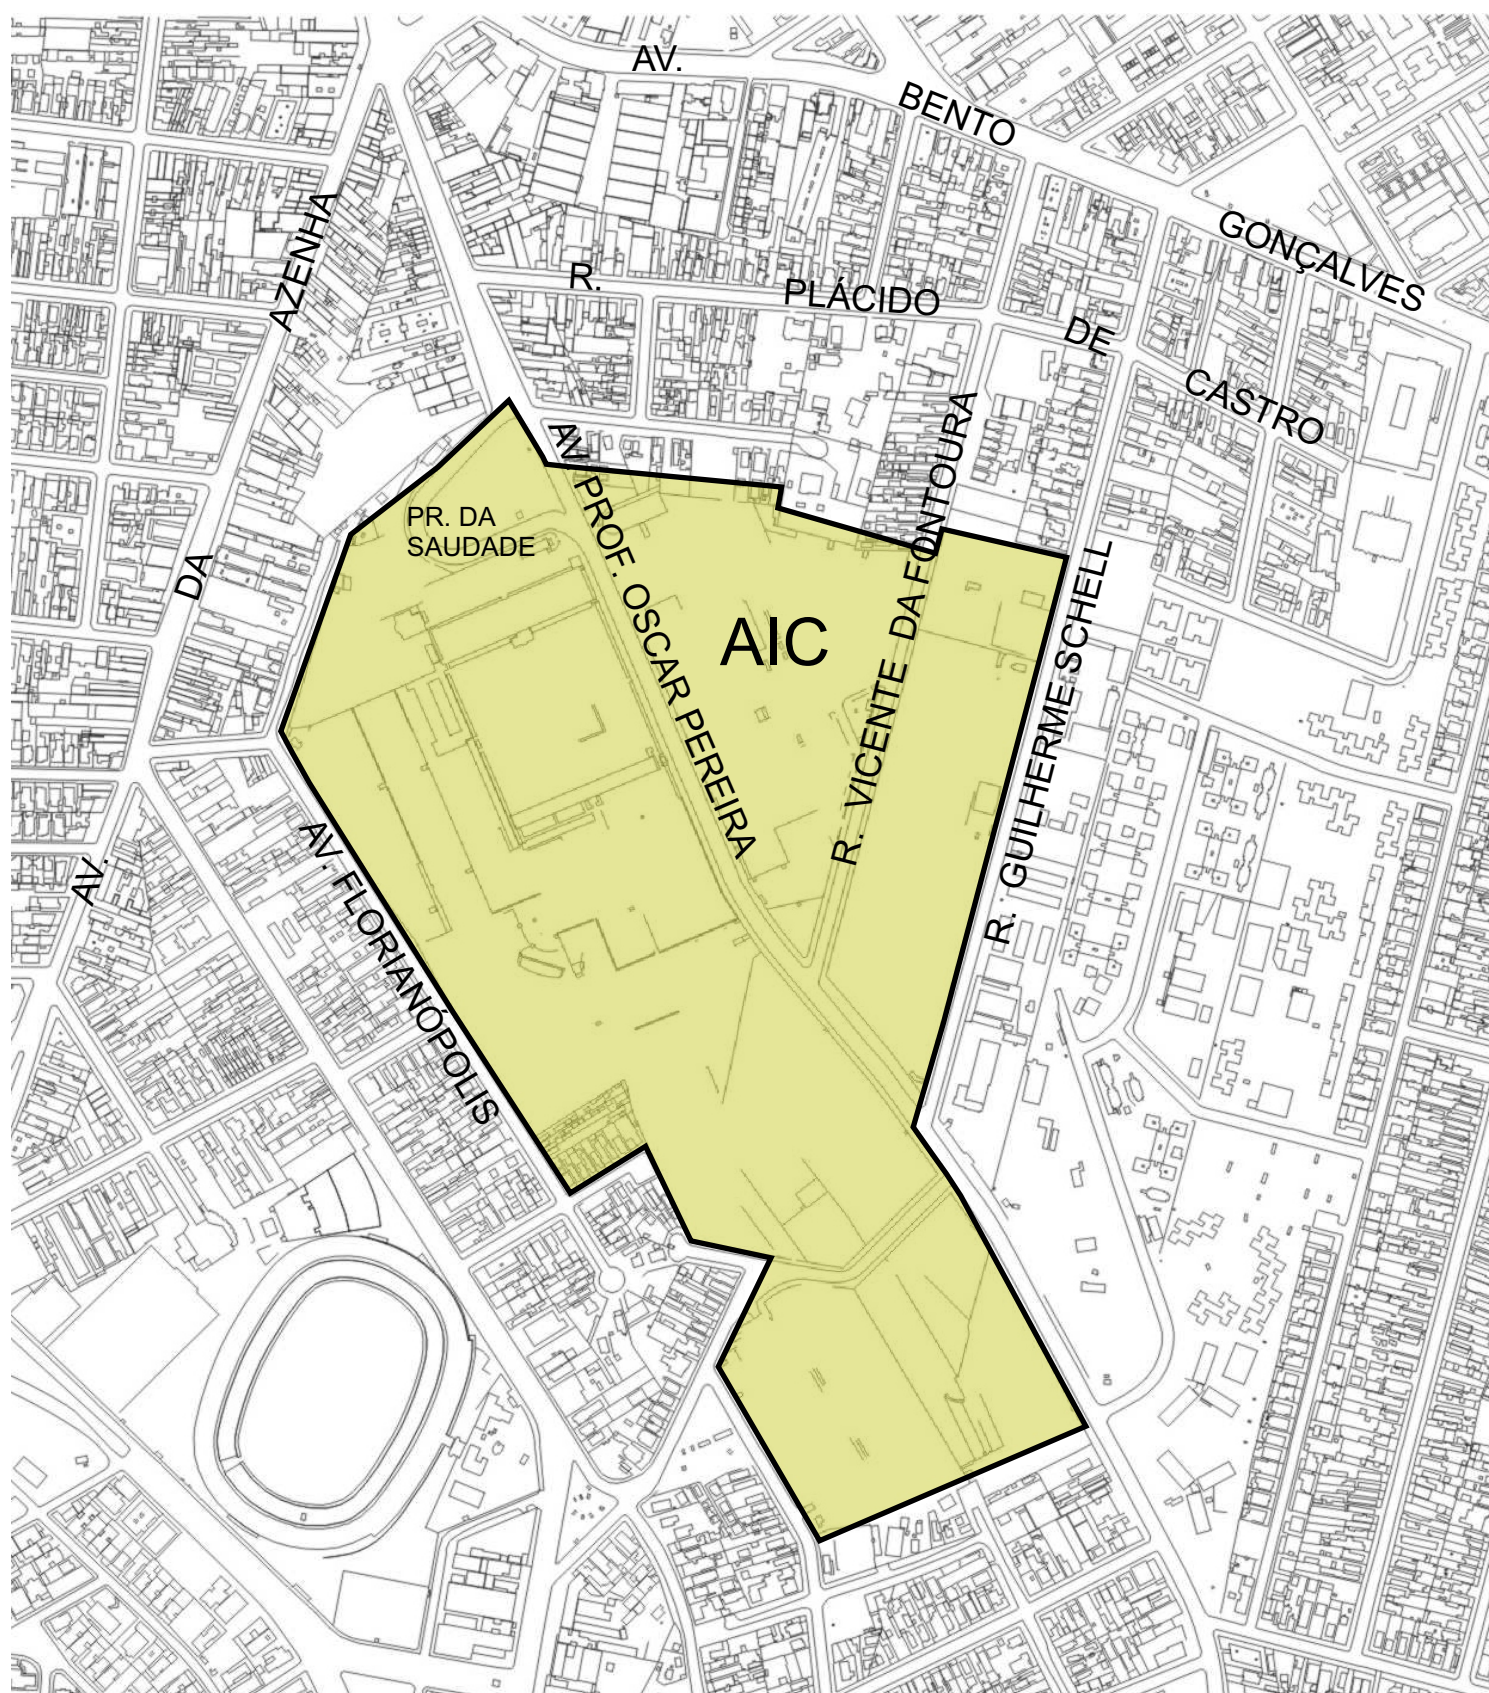 AV. BENTO GONÇALVES
R. PLÁCIDO DE CASTRO
AV. DA AZENHA
PR. DA
SAUDADE
AV. PROF. OSCAR PEREIRA
AIC
R. VICENTE DA FONTOURA
R. GUILHERME SCHELL
AV. FLORIANÓPOLIS